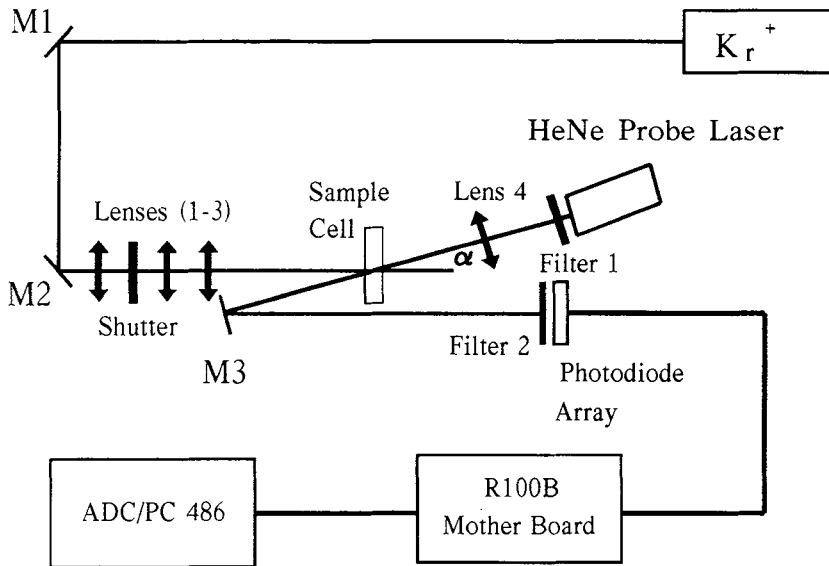 M1
Kr+
HeNe Probe Laser
Sample
Cell
Lens 4
Lenses (1-3)
α
Filter 1
M2
Shutter
Filter 2
M3
Photodiode
Array
ADC/PC 486
R100B
Mother Board